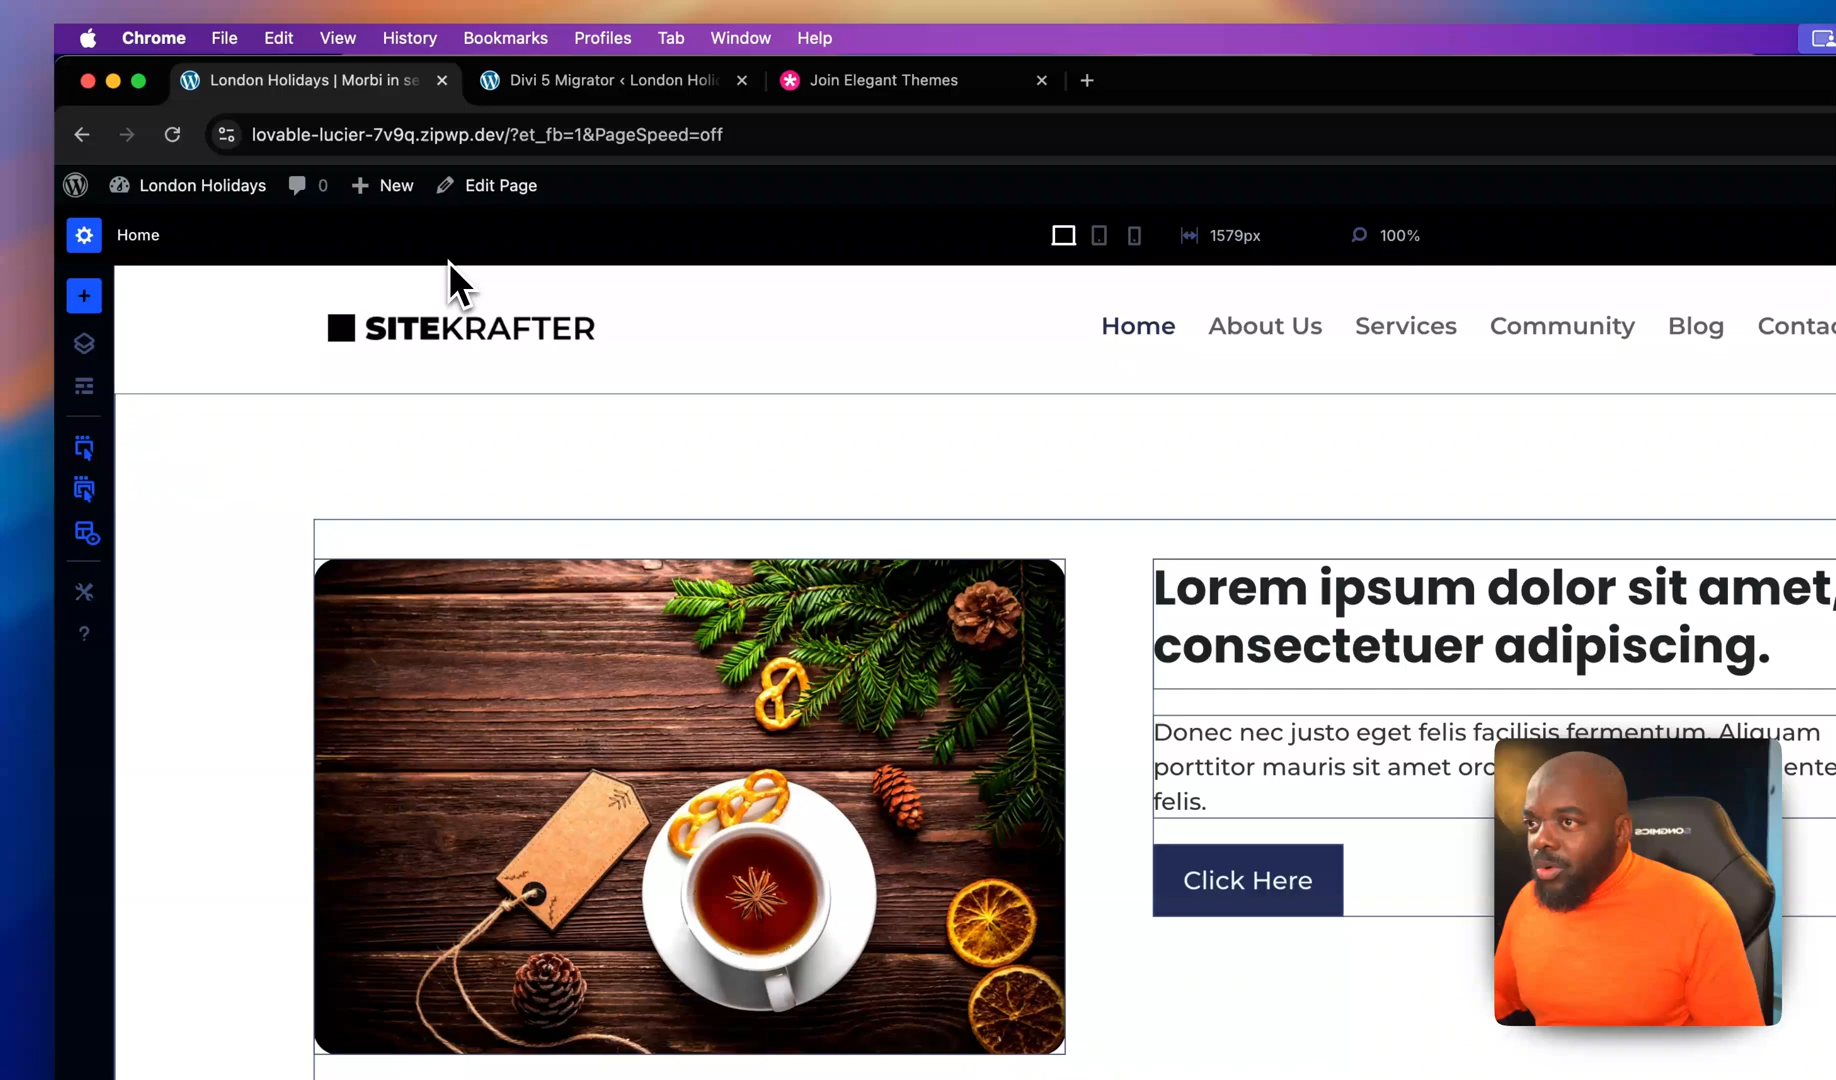 Chrome File Edit View History Bookmarks Profiles Tab Window Help
London Holidays | Morbi in se
Divi 5 Migrator ‹ London Holi
Join Elegant Themes
lovable-lucier-7v9q.zipwp.dev/?et_fb=1&PageSpeed=off
London Holidays 0 New Edit Page
Home 1579px 100%
SITEKRAFTER
Home About Us Services Community Blog Contac
Lorem ipsum dolor sit amet,
consectetuer adipiscing.
Donec nec justo eget felis facilisis fermentum. Aliquam
porttitor mauris sit amet orc ente
felis.
Click Here
SONGMICS